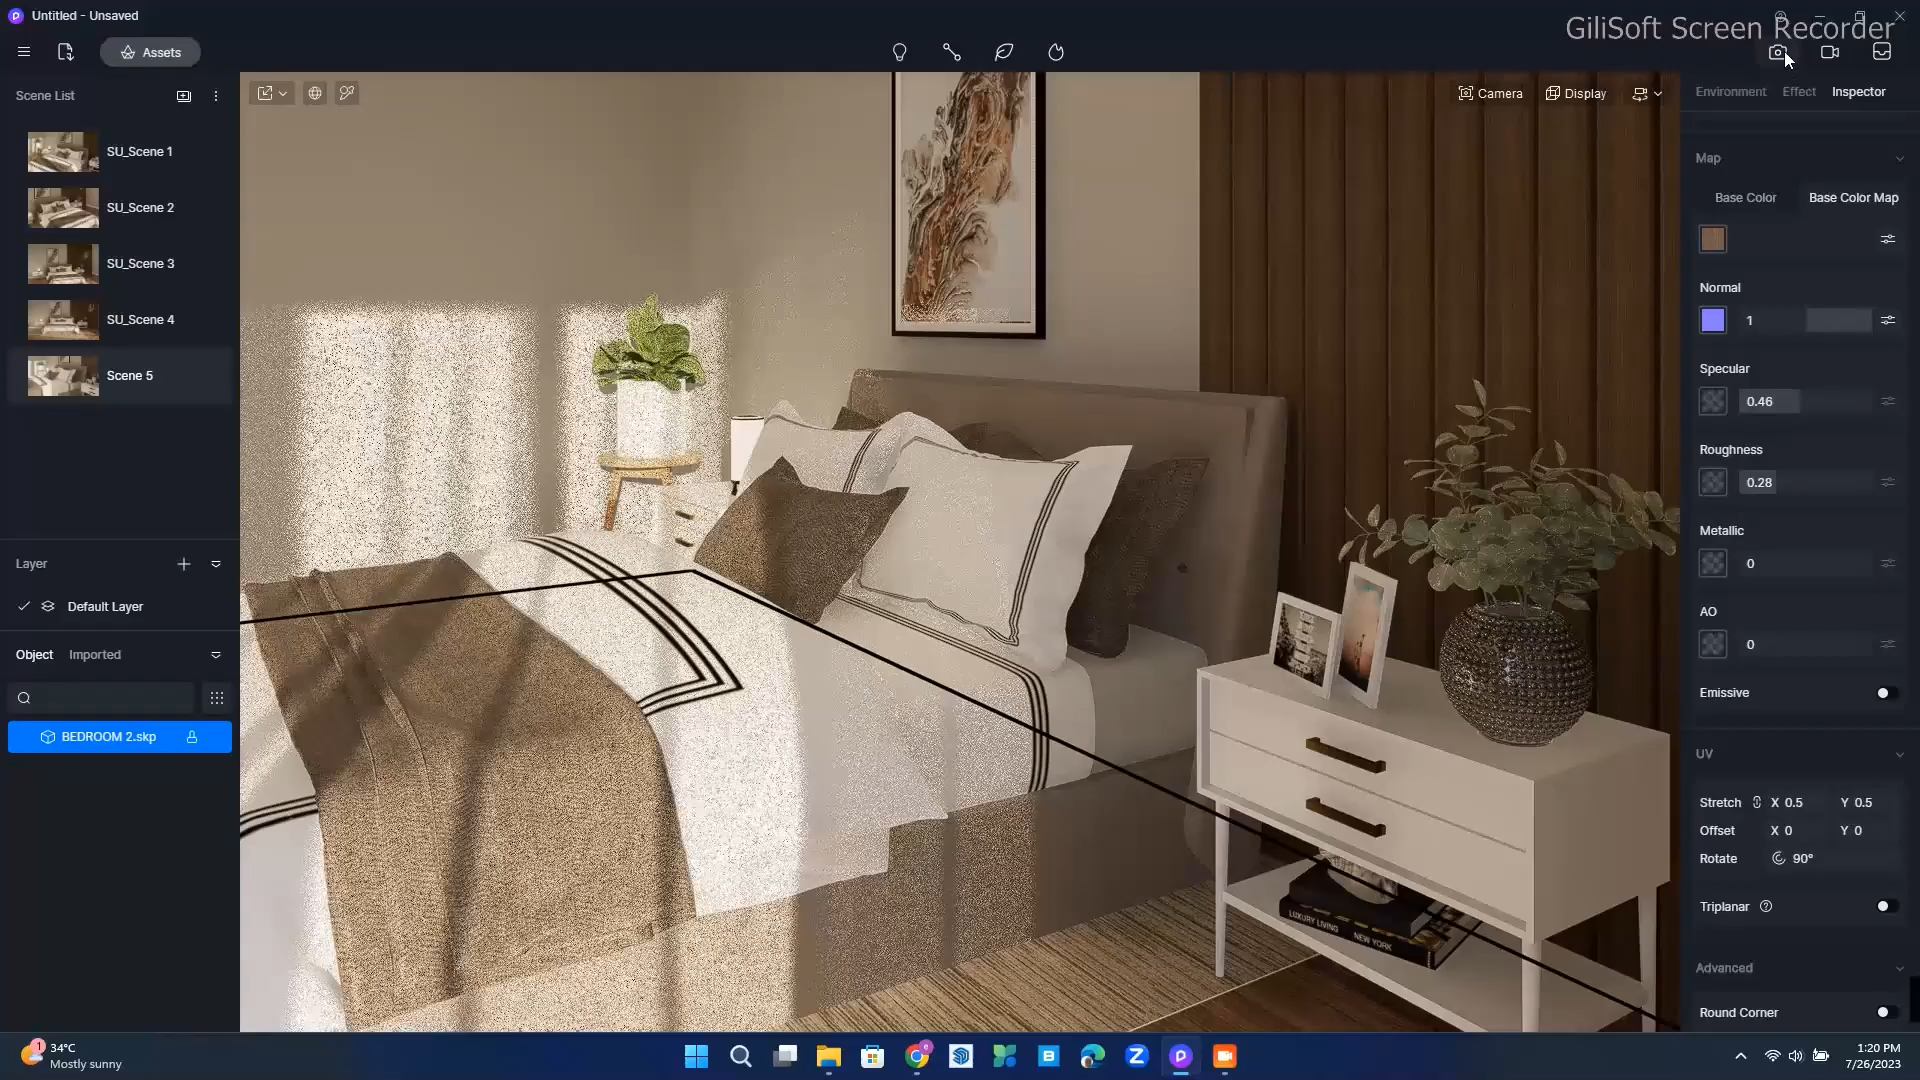 Untitled - Unsaved
GiliSoft Screen Recorder
Assets
Scene List
Camera
Display
Environment
Effect
Inspector
SU_Scene 1
SU_Scene 2
SU_Scene 3
SU_Scene 4
Scene 5
Map
Base Color
Base Color Map
Normal
1
Specular
0.46
Roughness
0.28
Metallic
0
AO
0
Emissive
Layer
Default Layer
Object
Imported
BEDROOM 2.skp
UV
Stretch X 0.5 Y 0.5
Offset X 0 Y 0
Rotate 90°
Triplanar
Advanced
Round Corner
LUXURY LIVING
NEW YORK
1
34°C
Mostly sunny
1:20 PM
7/26/2023